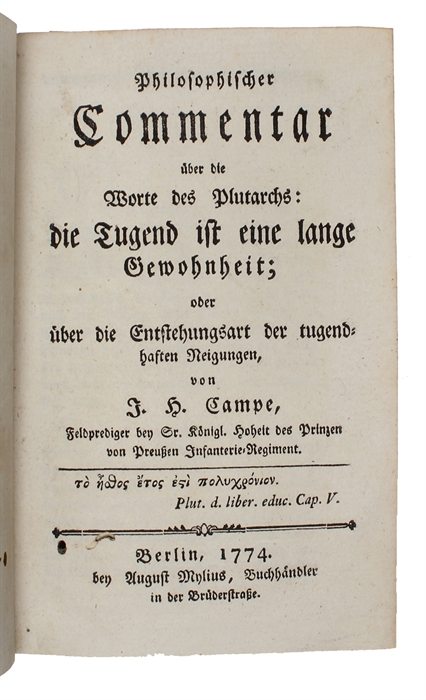 Philosophischer
Commentar
über die
Worte des Plutarchs:
die Tugend ist eine lange
Gewohnheit;
oder
über die Entstehungsart der tugend-
haften Neigungen,
von
J. H. Campe,
Feldprediger bey Sr. Königl. Hoheit des Prinzen
von Preußen Infanterie-Regiment.
τὸ ἦθος ἔτος ἐϛὶ πολυχρόνιον.
Plut. d. liber. educ. Cap. V.
Berlin, 1774.
bey August Mylius, Buchhändler
in der Brüderstraße.